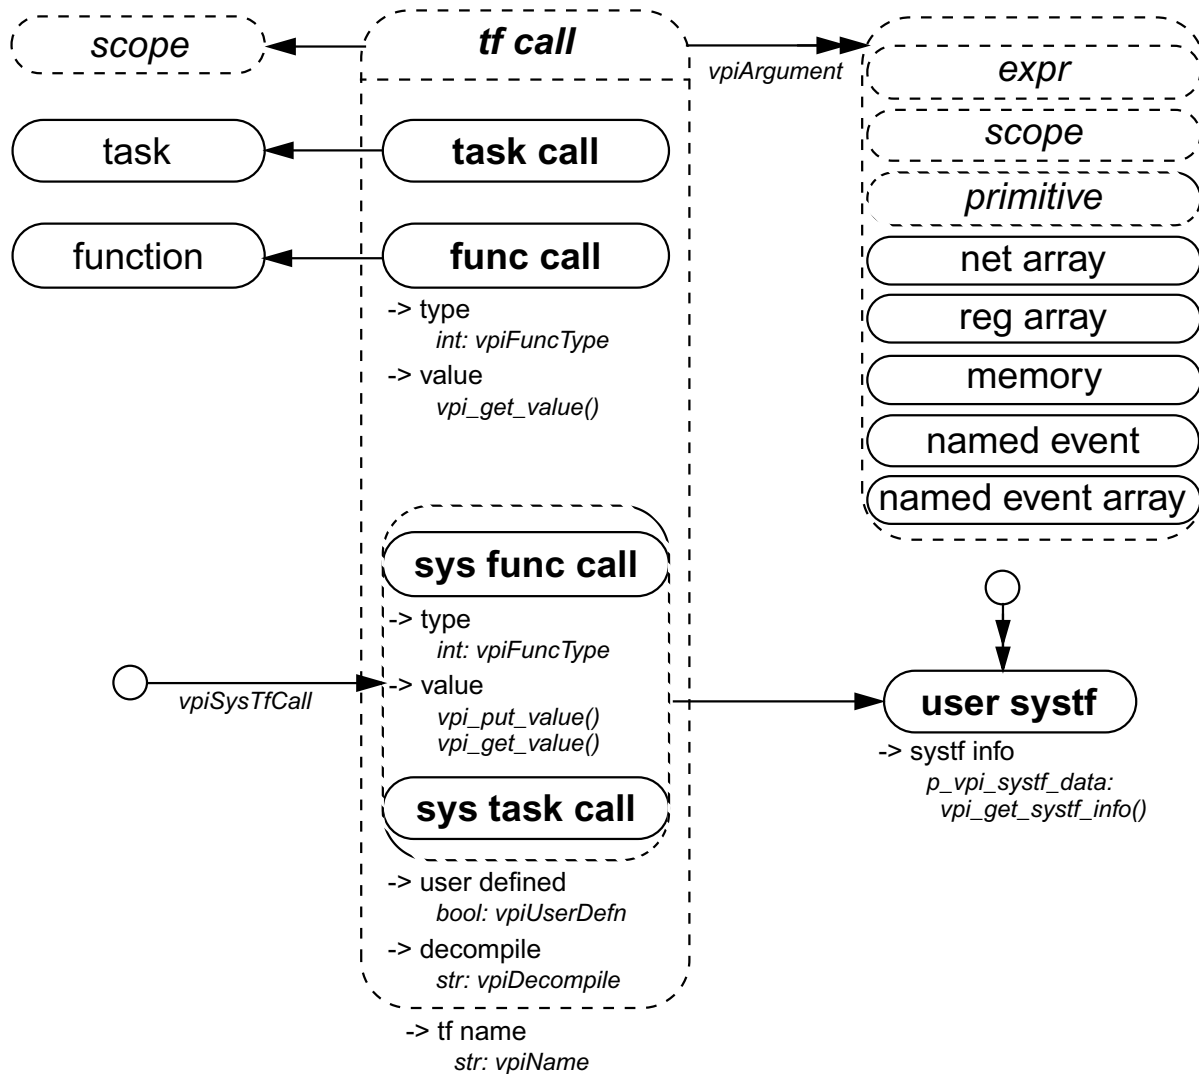 scope
tf call
vpiArgument
expr
scope
primitive
net array
reg array
memory
named event
named event array
task
task call
function
func call
-> type
int: vpiFuncType
-> value
vpi_get_value()
sys func call
-> type
int: vpiFuncType
-> value
vpi_put_value()
vpi_get_value()
sys task call
vpiSysTfCall
-> user defined
bool: vpiUserDefn
-> decompile
str: vpiDecompile
-> tf name
str: vpiName
user systf
-> systf info
p_vpi_systf_data:
vpi_get_systf_info()